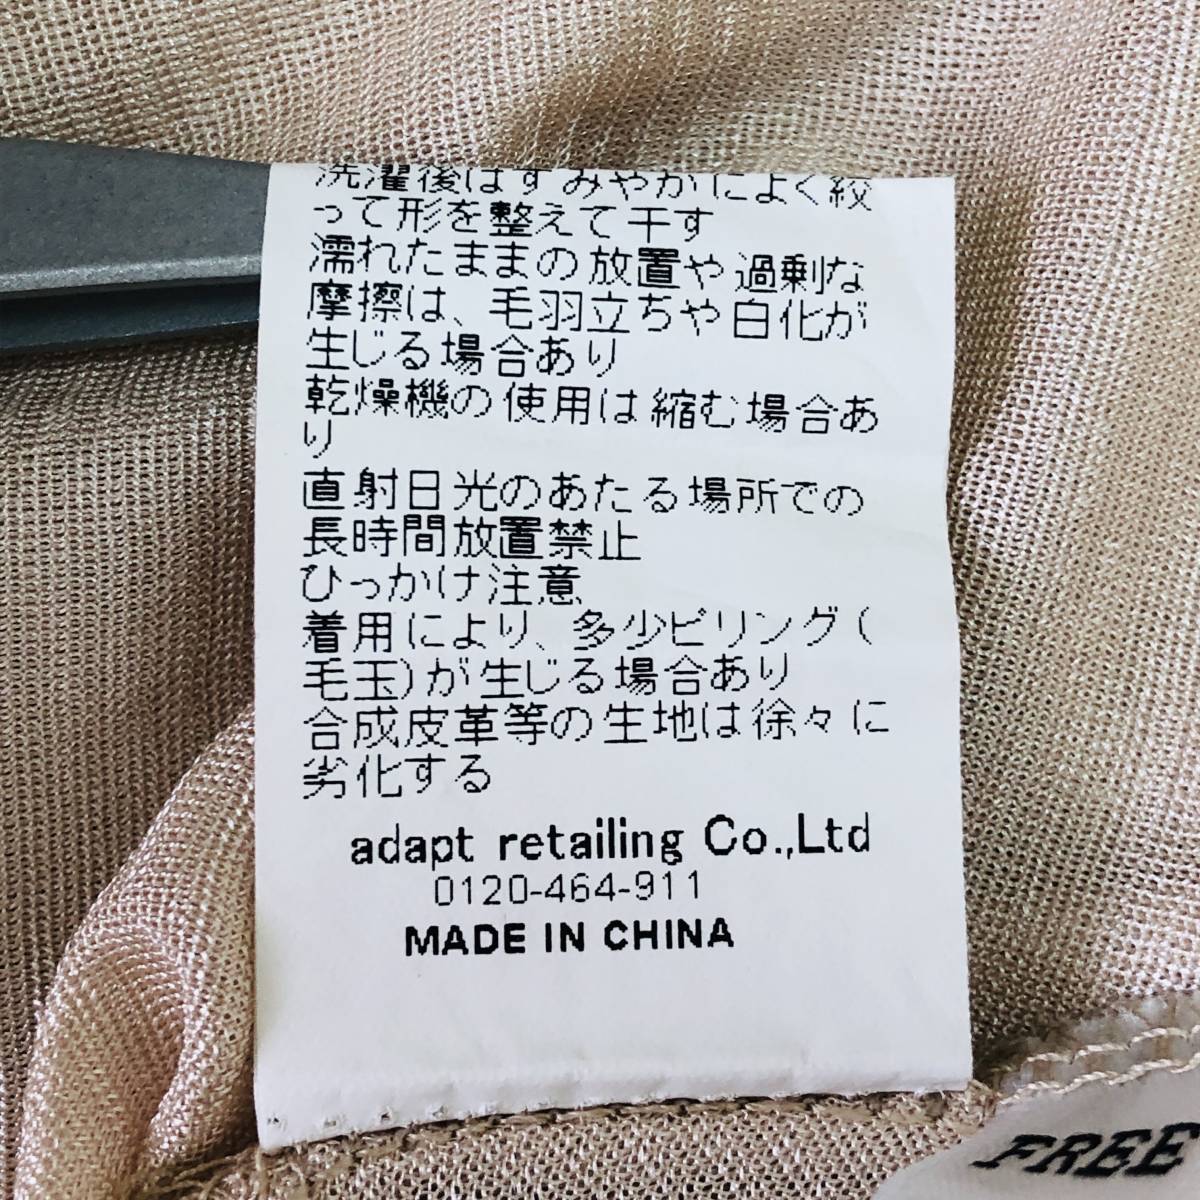 洗濯後はすみやかによく絞
って形を整えて干す
濡れたままの放置や過剰な
摩擦は、毛羽立ちや白化が
生じる場合あり
乾燥機の使用は縮む場合あ
り
直射日光のあたる場所での
長時間放置禁止
ひっかけ注意
着用により、多少ピリング(
毛玉)が生じる場合あり
合成皮革等の生地は徐々に
劣化する
adapt retailing Co.,Ltd
0120-464-911
MADE IN CHINA
FREE